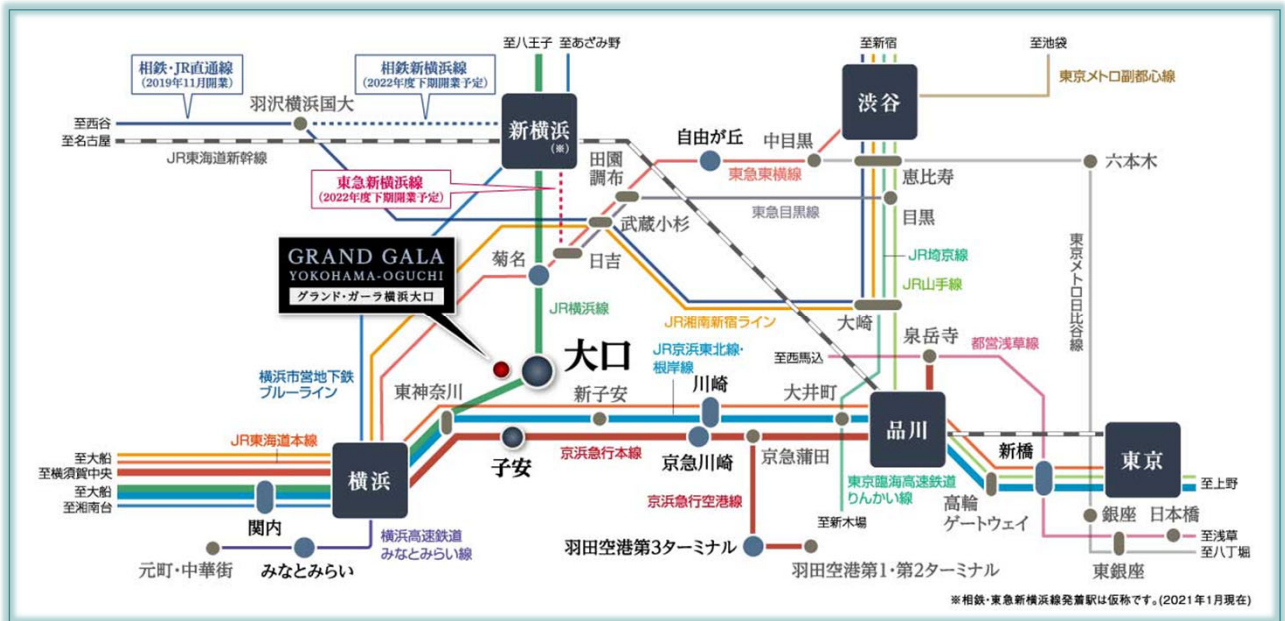 至八王子
至あざみ野
至新宿
至池袋
相鉄・JR直通線
(2019年11月開業)
相鉄新横浜線
(2022年度下期開業予定)
渋谷
東京メトロ副都心線
羽沢横浜国大
新横浜
(※)
至西谷
至名古屋
JR東海道新幹線
自由が丘
中目黒
六本木
田園
調布
東急東横線
恵比寿
東急新横浜線
(2022年度下期開業予定)
東急目黒線
目黒
武蔵小杉
GRAND GALA
YOKOHAMA-OGUCHI
グランド・ガーラ横浜大口
菊名
日吉
JR埼京線
JR山手線
東京メトロ日比谷線
JR横浜線
JR湘南新宿ライン
大崎
泉岳寺
都営浅草線
大口
JR京浜東北線・
根岸線
至西馬込
横浜市営地下鉄
ブルーライン
東神奈川
新子安
川崎
大井町
JR東海道本線
品川
新橋
東京
至大船
至横須賀中央
至大船
至湘南台
横浜
子安
京浜急行本線
京急川崎
京急蒲田
東京臨海高速鉄道
りんかい線
高輪
ゲートウェイ
至上野
関内
京浜急行空港線
至新木場
銀座
日本橋
横浜高速鉄道
みなとみらい線
元町・中華街
みなとみらい
羽田空港第3ターミナル
羽田空港第1・第2ターミナル
東銀座
至浅草
至八丁堀
※相鉄・東急新横浜線発着駅は仮称です。(2021年1月現在)